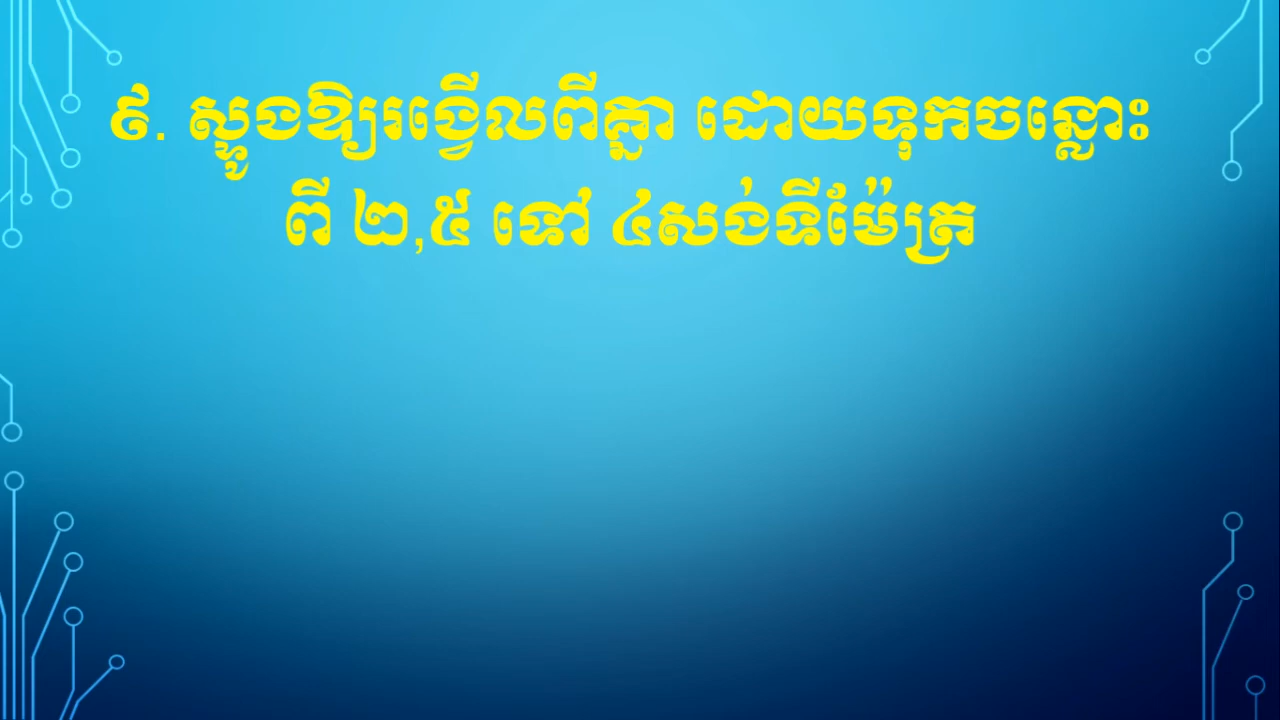 ៩. ស្ទូងឱ្យរង្វើលពីគ្នា ដោយទុកចន្លោះ
ពី ២,៥ ទៅ ៤សង់ទីម៉ែត្រ